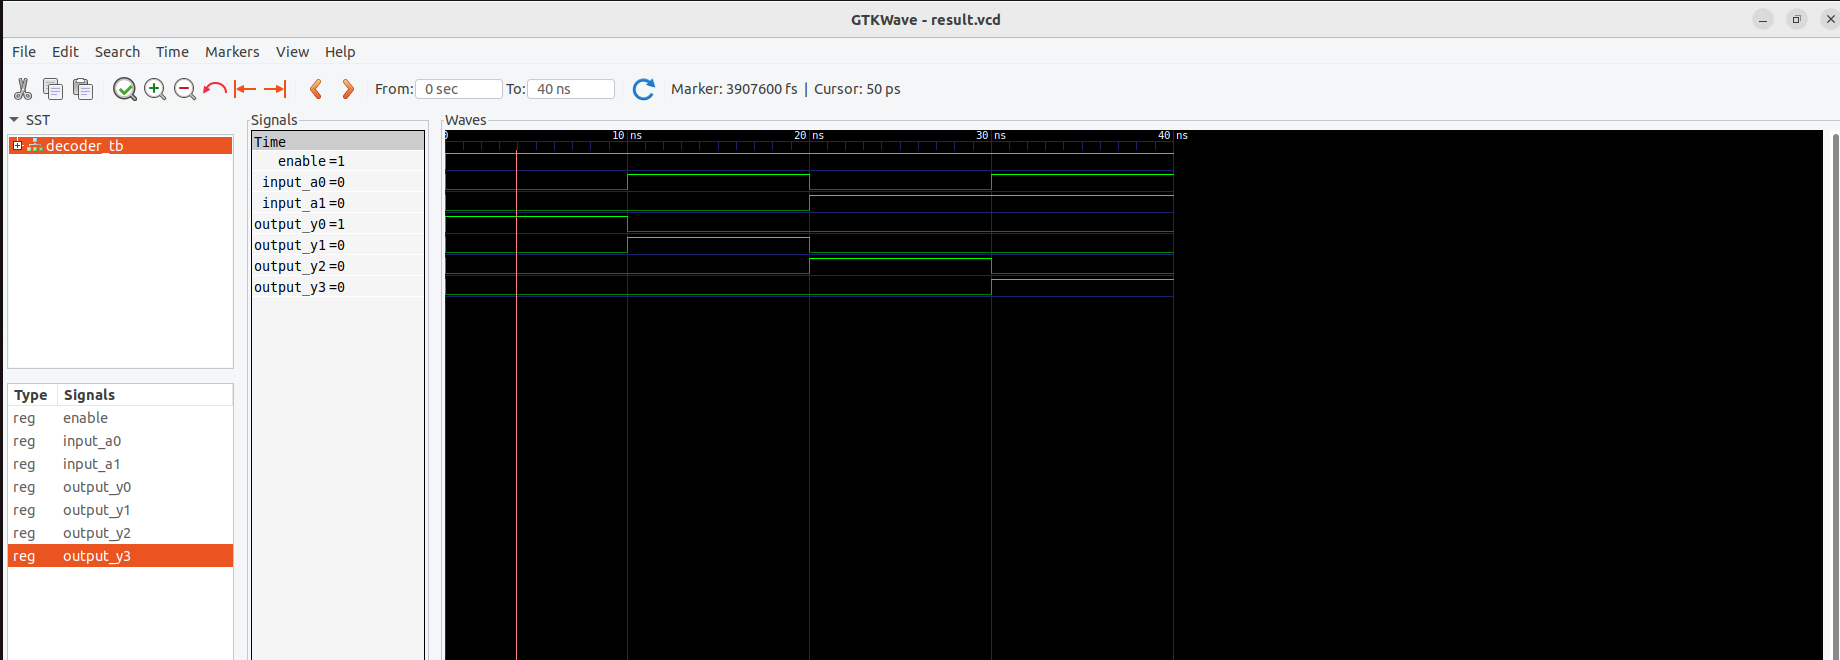 GTKWave - result.vcd
File Edit Search Time Markers View Help
From: 0 sec To: 40 ns Marker: 3907600 fs | Cursor: 50 ps
SST
decoder_tb
Type Signals
reg enable
reg input_a0
reg input_a1
reg output_y0
reg output_y1
reg output_y2
reg output_y3
Signals
Time
enable =1
input_a0 =0
input_a1 =0
output_y0 =1
output_y1 =0
output_y2 =0
output_y3 =0
Waves
0 10 ns 20 ns 30 ns 40 ns